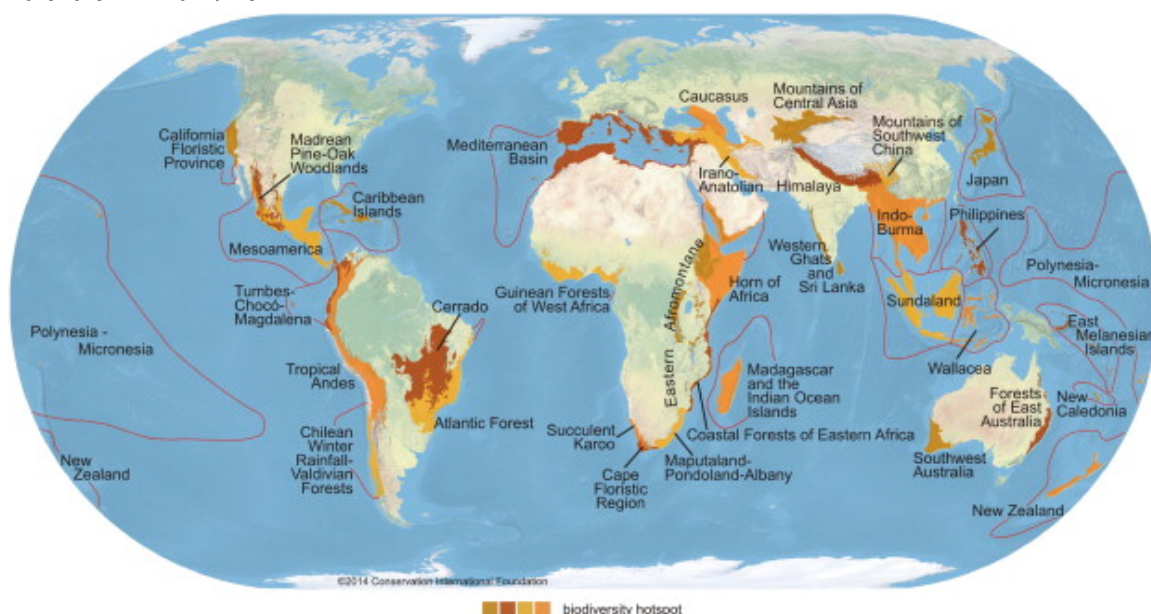 California
Floristic
Province
Madrean
Pine-Oak
Woodlands
Caribbean
Islands
Mesoamerica
Tumbes-
Chocó-
Magdalena
Cerrado
Polynesia -
Micronesia
Tropical
Andes
Atlantic Forest
Chilean
Winter
Rainfall-
Valdivian
Forests
New
Zealand
Mediterranean
Basin
Caucasus
Mountains of
Central Asia
Mountains of
Southwest
China
Irano-
Anatolian
Himalaya
Japan
Indo-
Burma
Philippines
Western
Ghats
and
Sri Lanka
Guinean Forests
of West Africa
Eastern Afromontane
Horn of
Africa
Sundaland
Polynesia-
Micronesia
East
Melanesian
Islands
Wallacea
Madagascar
and the
Indian Ocean
Islands
Forests
of East
Australia
New
Caledonia
Succulent
Karoo
Coastal Forests of Eastern Africa
Cape
Floristic
Region
Maputaland-
Pondoland-Albany
Southwest
Australia
New Zealand
©2014 Conservation International Foundation
biodiversity hotspot